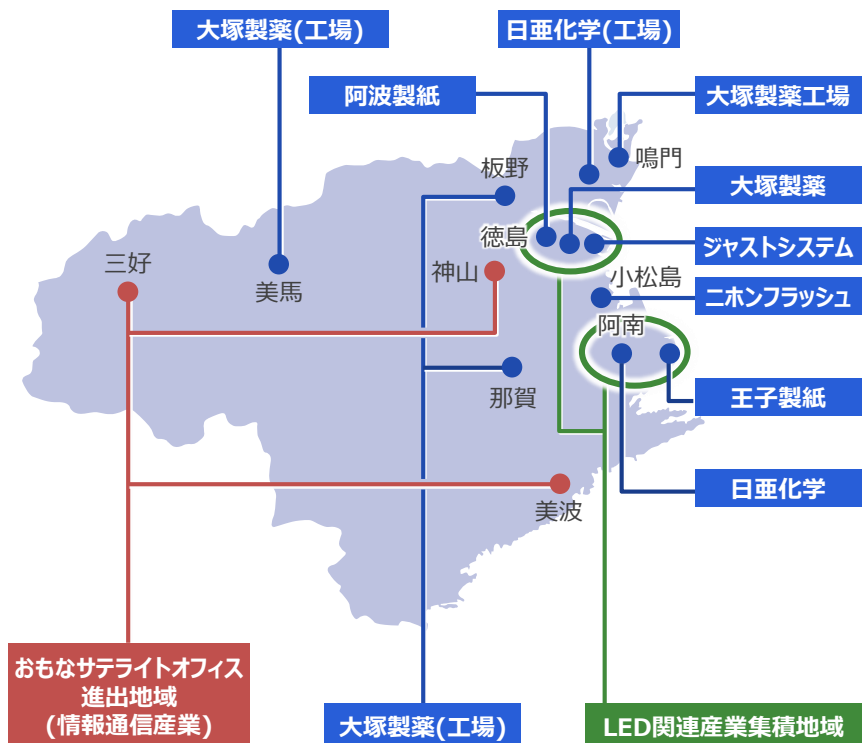 大塚製薬(工場)
日亜化学(工場)
阿波製紙
大塚製薬工場
鳴門
板野
大塚製薬
徳島
ジャストシステム
三好
神山
小松島
美馬
ニホンフラッシュ
阿南
那賀
王子製紙
日亜化学
美波
おもなサテライトオフィス
進出地域
(情報通信産業)
大塚製薬(工場)
LED関連産業集積地域